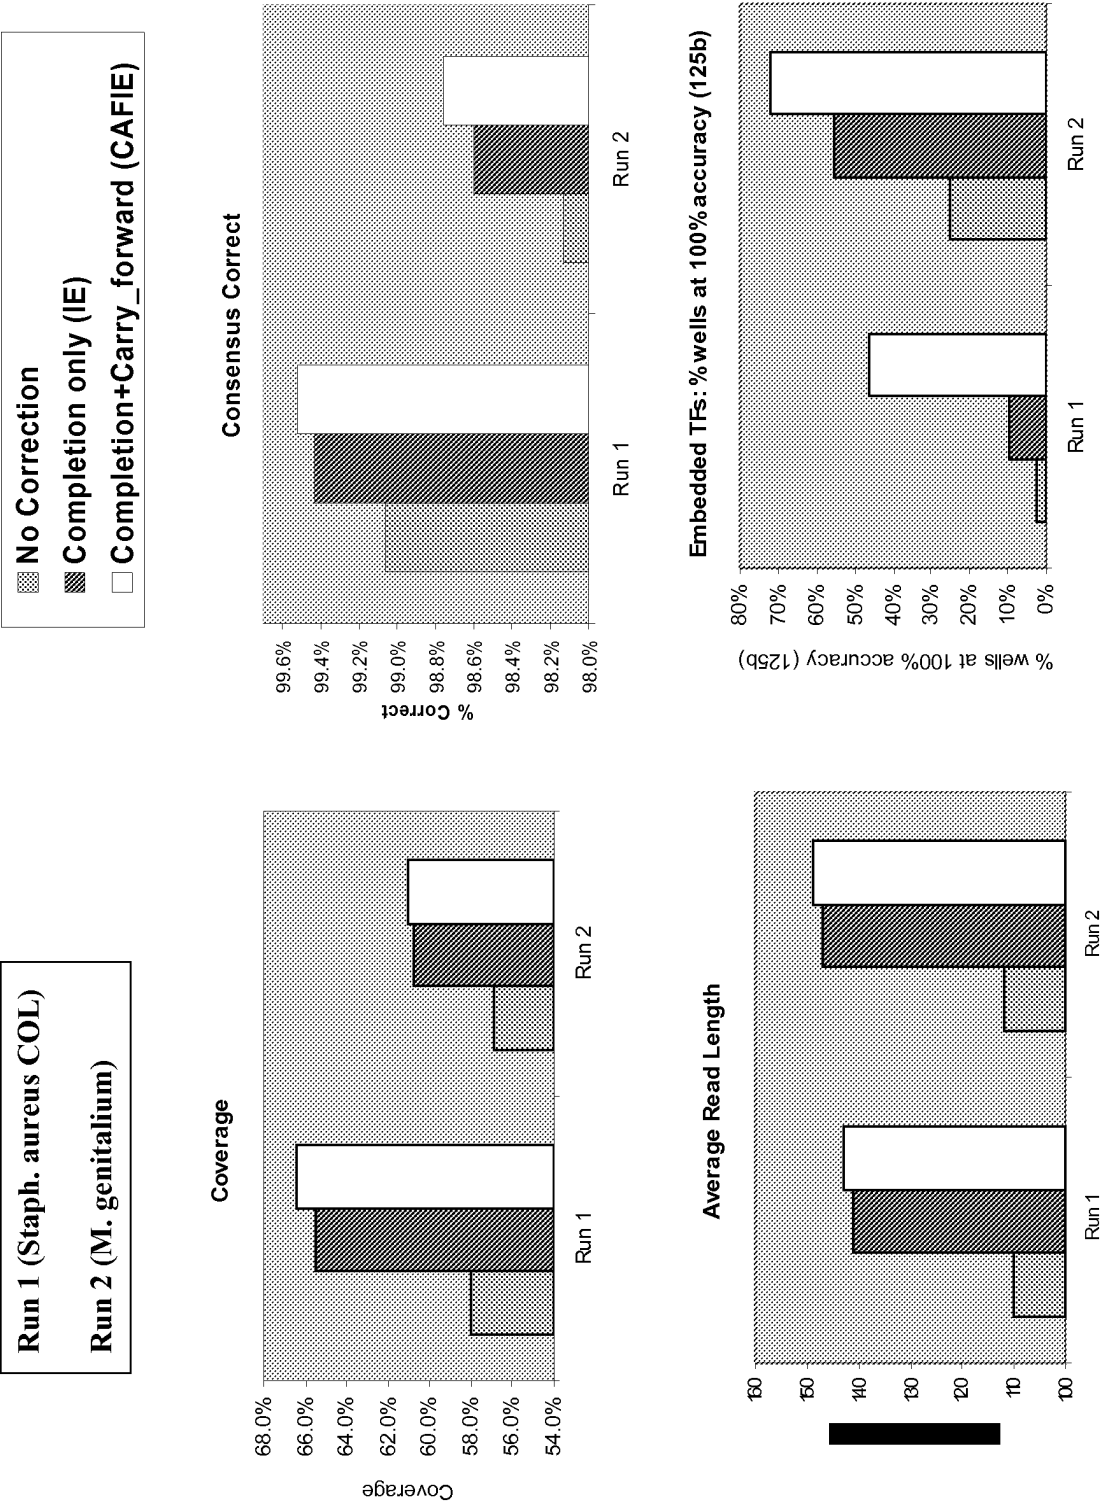 Run 1 (Staph. aureus COL)
Run 2 (M. genitalium)
No Correction
Completion only (IE)
Completion+Carry_forward (CAFIE)
Coverage
Coverage
68.0%
66.0%
64.0%
62.0%
60.0%
58.0%
56.0%
54.0%
Run 1
Run 2
Consensus Correct
% Correct
99.6%
99.4%
99.2%
99.0%
98.8%
98.6%
98.4%
98.2%
98.0%
Run 1
Run 2
Average Read Length
160
150
140
130
120
110
100
Run 1
Run 2
Embedded TFs: % wells at 100% accuracy (125b)
% wells at 100% accuracy (125b)
80%
70%
60%
50%
40%
30%
20%
10%
0%
Run 1
Run 2